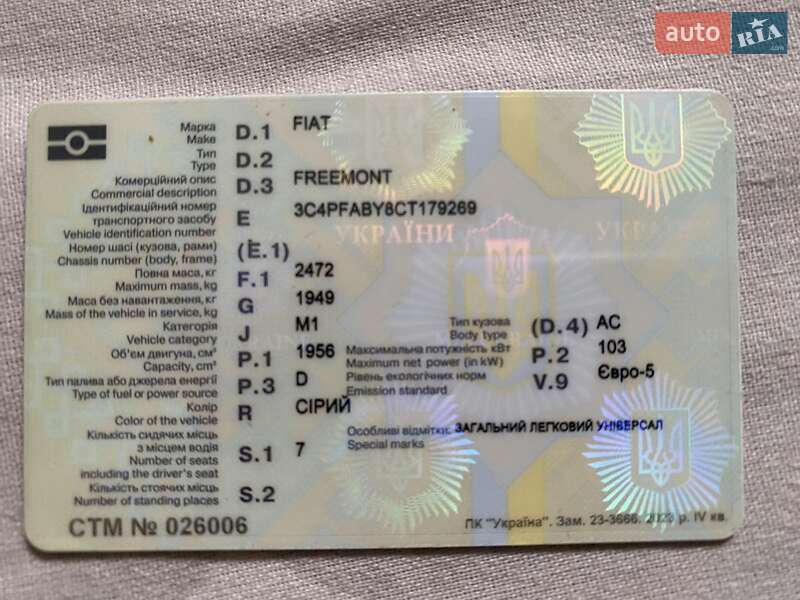 auto RIA.com
Марка
Make D.1 FIAT
Тип
Type D.2
Комерційний опис
Commercial description D.3 FREEMONT
Ідентифікаційний номер
транспортного засобу
Vehicle identification number E 3C4PFABY8CT179269
УКРАЇНИ УКРАЇНИ
Номер шасі (кузова, рами)
Chassis number (body, frame) (E.1)
Повна маса, кг
Maximum mass, kg F.1 2472
Маса без навантаження, кг
Mass of the vehicle in service, kg G 1949
Категорія
Vehicle category J M1
Тип кузова
Body type (D.4) AC
Об'єм двигуна, см³
Capacity, cm³ P.1 1956
Максимальна потужність кВт
Maximum net power (in kW) P.2 103
Тип палива або джерела енергії
Type of fuel or power source P.3 D
Рівень екологічних норм
Emission standard V.9 Євро-5
Колір
Color of the vehicle R СІРИЙ
Особливі відмітки: ЗАГАЛЬНИЙ ЛЕГКОВИЙ УНІВЕРСАЛ
Special marks
Кількість сидячих місць
з місцем водія
Number of seats
including the driver's seat S.1 7
Кількість стоячих місць
Number of standing places S.2
СТМ № 026006
ПК "Україна". Зам. 23-3666. 2023 р. IV кв.